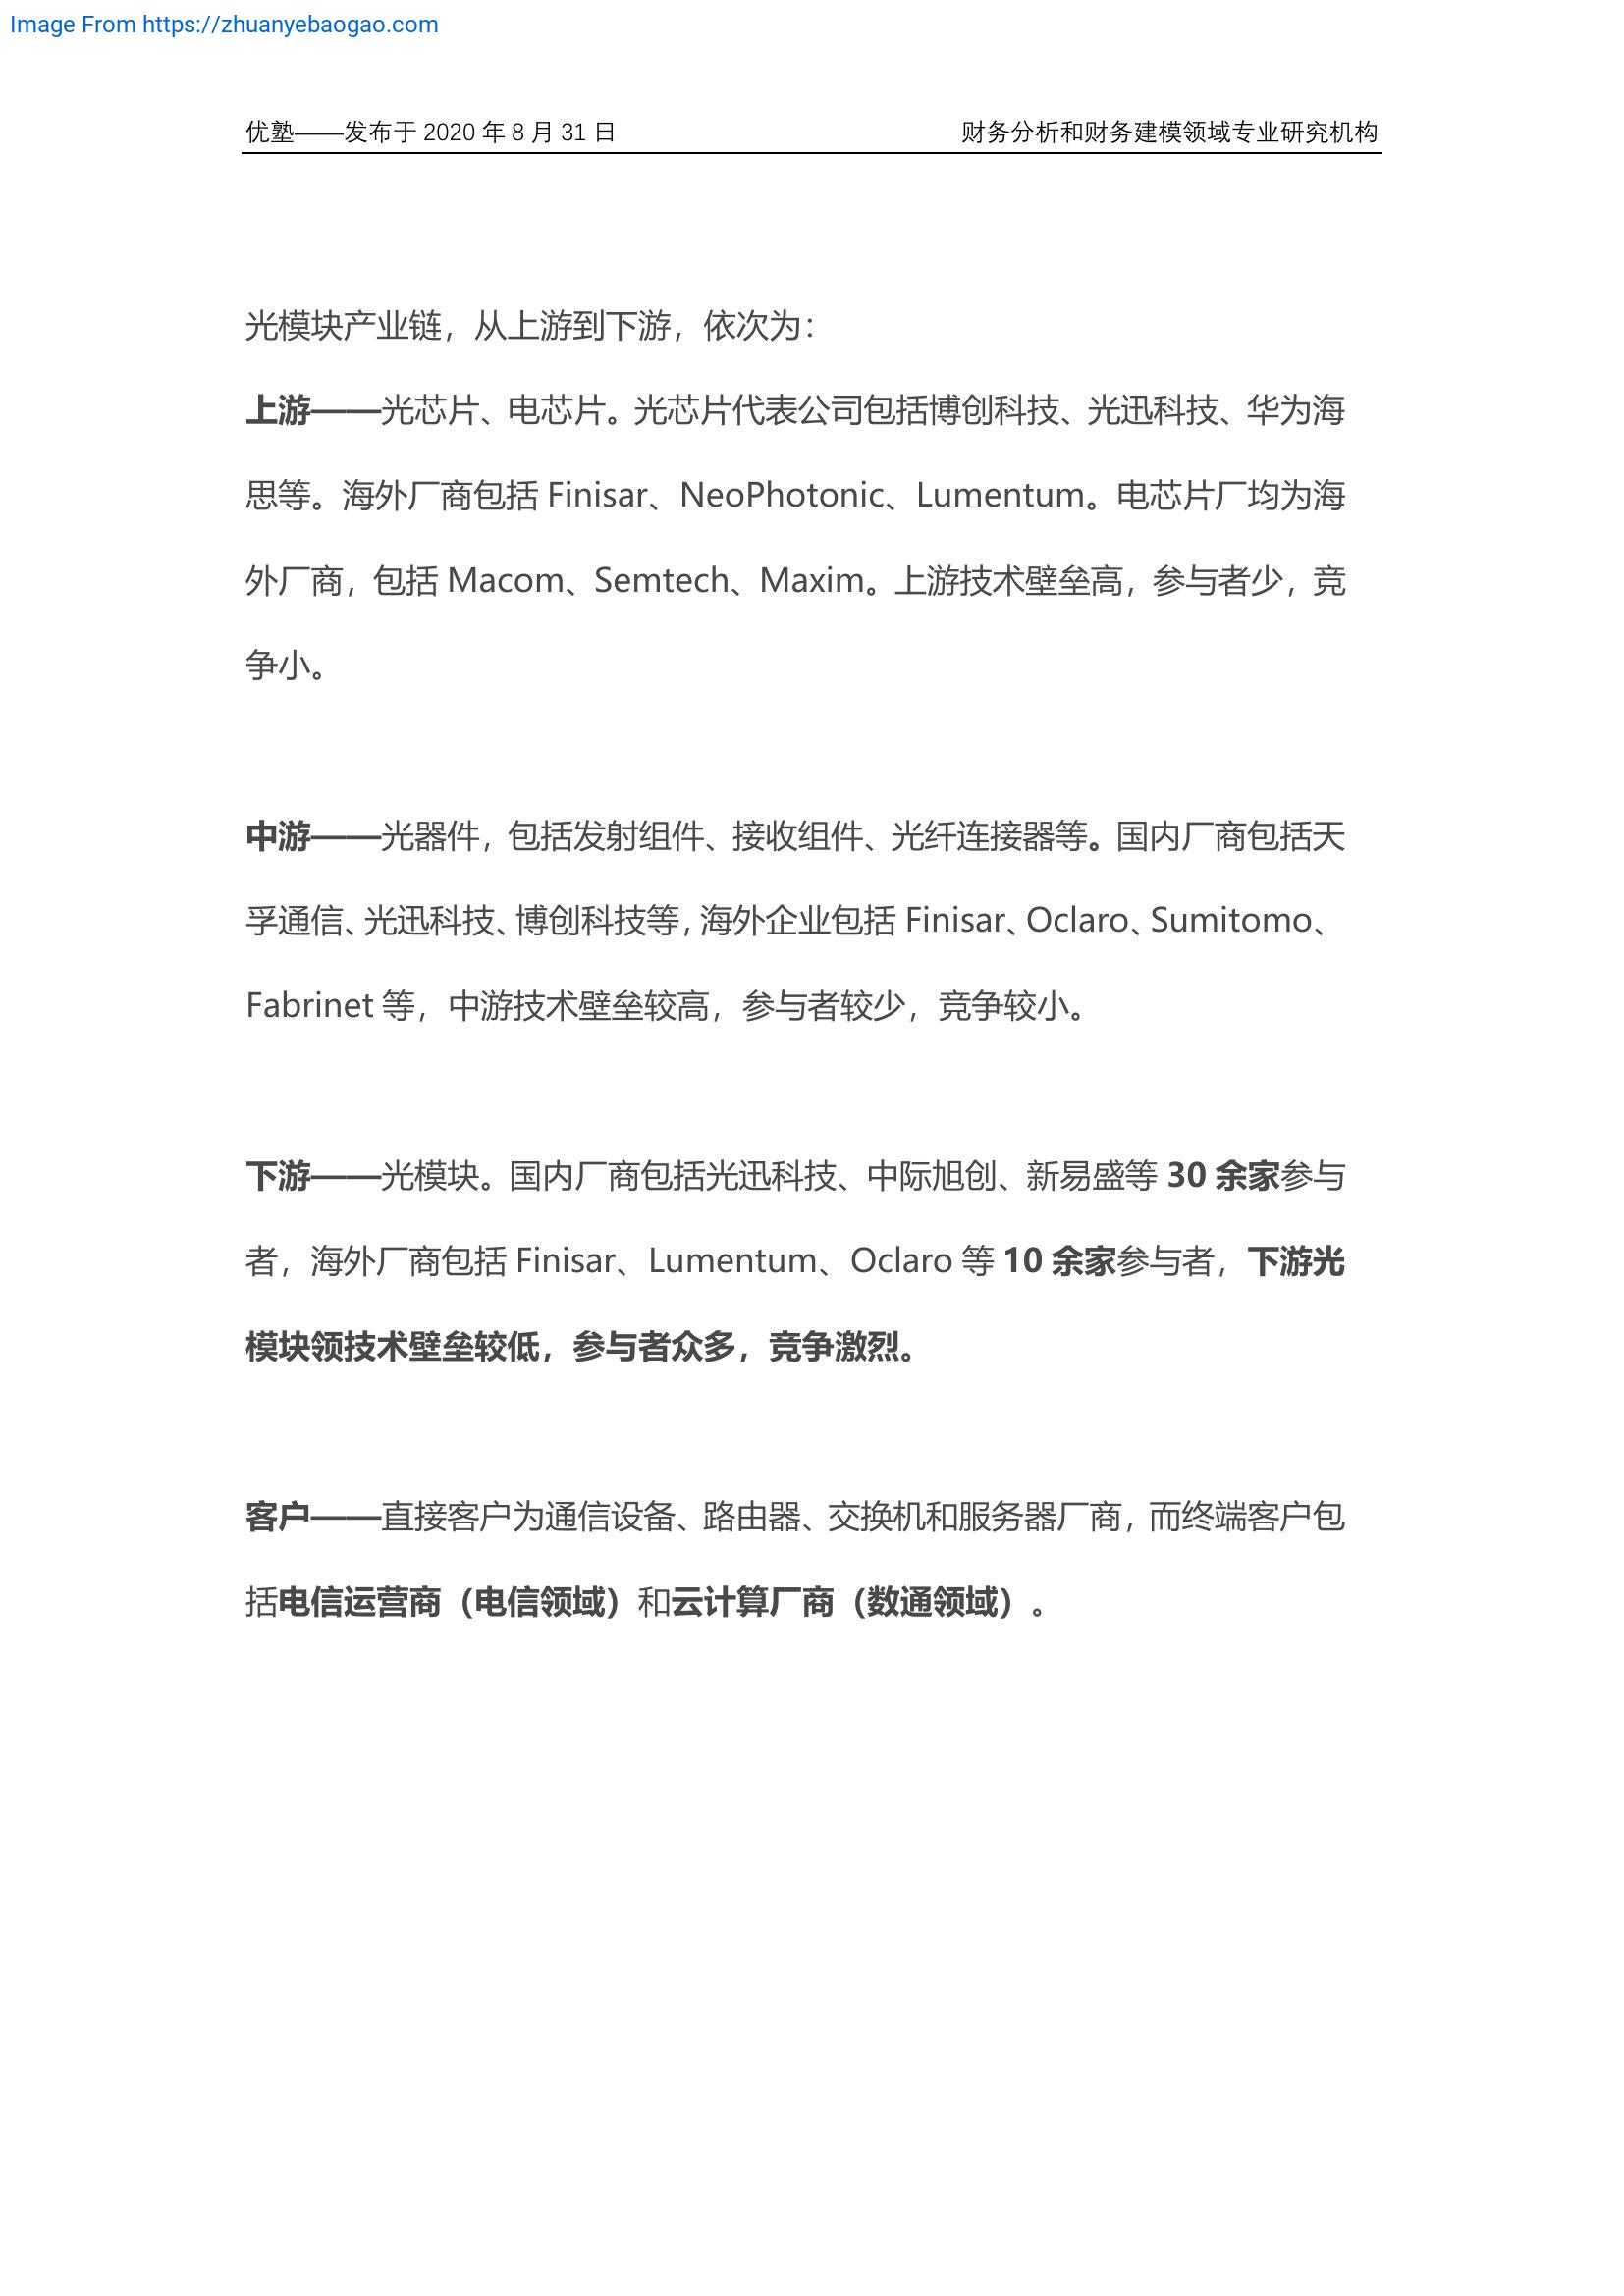 Image From https://zhuanyebaogao.com
优塾——发布于 2020 年 8 月 31 日 财务分析和财务建模领域专业研究机构
光模块产业链，从上游到下游，依次为：
上游——光芯片、电芯片。光芯片代表公司包括博创科技、光迅科技、华为海
思等。海外厂商包括 Finisar、NeoPhotonic、Lumentum。电芯片厂均为海
外厂商，包括 Macom、Semtech、Maxim。上游技术壁垒高，参与者少，竞
争小。
中游——光器件，包括发射组件、接收组件、光纤连接器等。国内厂商包括天
孚通信、光迅科技、博创科技等，海外企业包括 Finisar、Oclaro、Sumitomo、
Fabrinet 等，中游技术壁垒较高，参与者较少，竞争较小。
下游——光模块。国内厂商包括光迅科技、中际旭创、新易盛等 30 余家参与
者，海外厂商包括 Finisar、Lumentum、Oclaro 等 10 余家参与者，下游光
模块领技术壁垒较低，参与者众多，竞争激烈。
客户——直接客户为通信设备、路由器、交换机和服务器厂商，而终端客户包
括电信运营商（电信领域）和云计算厂商（数通领域）。